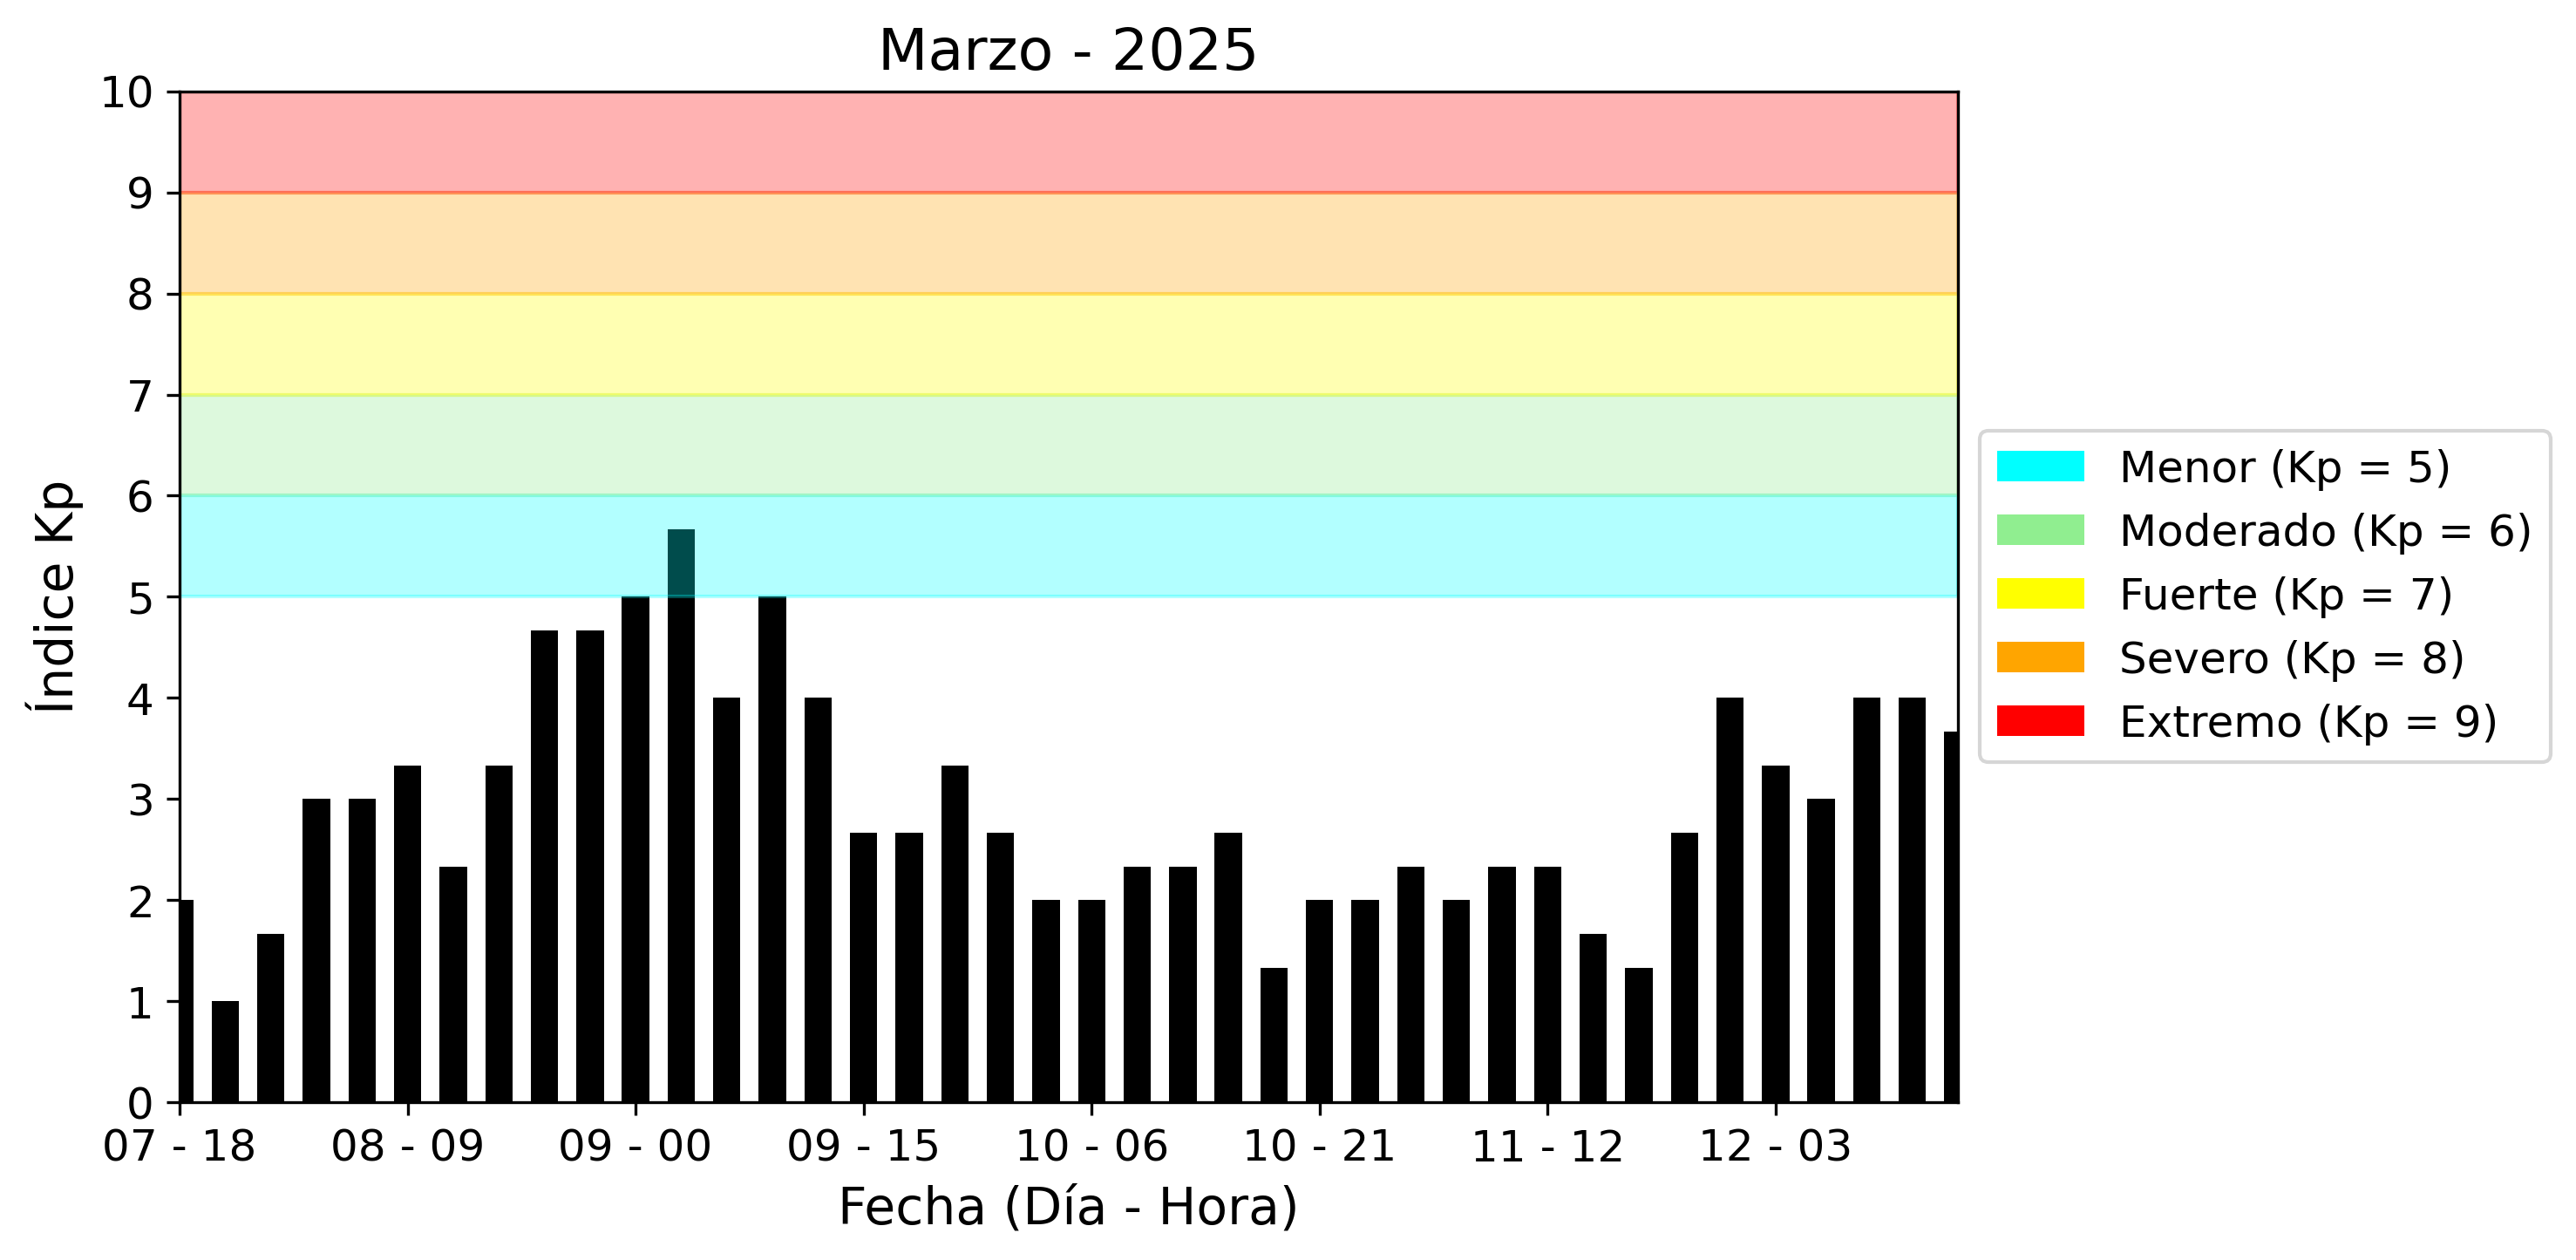 Marzo - 2025
10
9
8
7
6
5
4
3
2
1
0
Índice Kp
07 - 18
08 - 09
09 - 00
09 - 15
10 - 06
10 - 21
11 - 12
12 - 03
Fecha (Día - Hora)
Menor (Kp = 5)
Moderado (Kp = 6)
Fuerte (Kp = 7)
Severo (Kp = 8)
Extremo (Kp = 9)